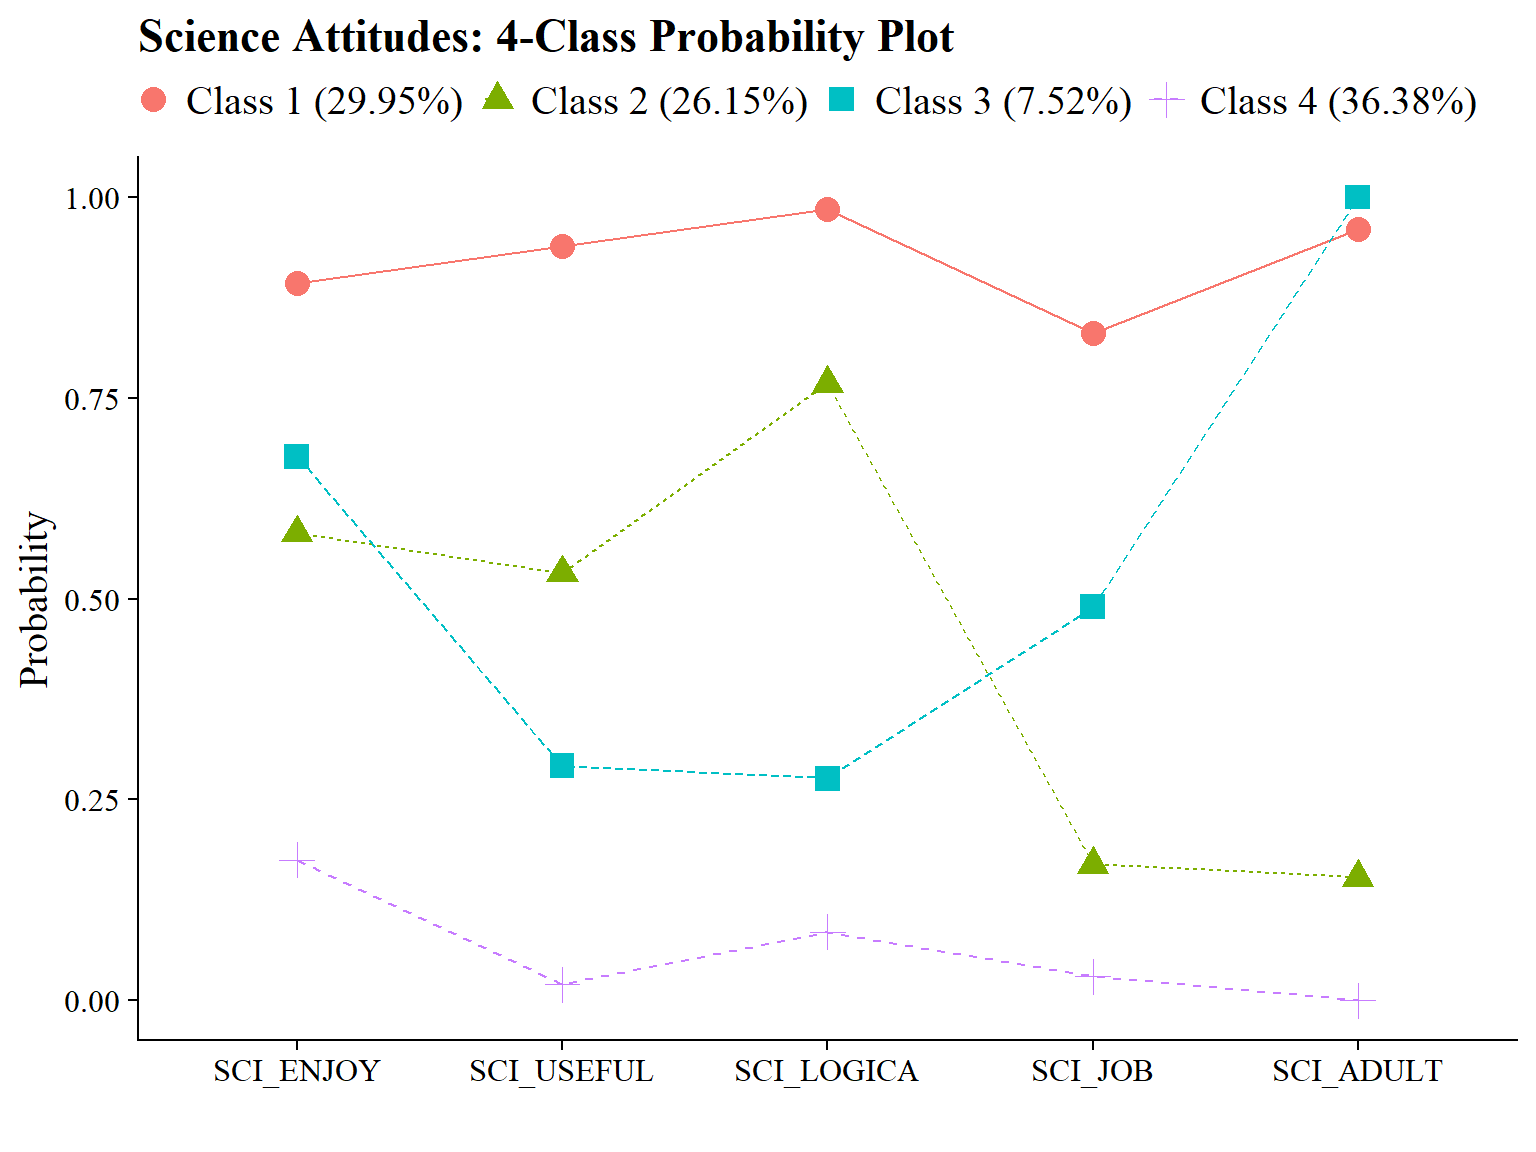 Science Attitudes: 4-Class Probability Plot
Class 1 (29.95%) Class 2 (26.15%) Class 3 (7.52%) Class 4 (36.38%)
1.00
0.75
0.50
0.25
0.00
Probability
SCI_ENJOY SCI_USEFUL SCI_LOGICA SCI_JOB SCI_ADULT